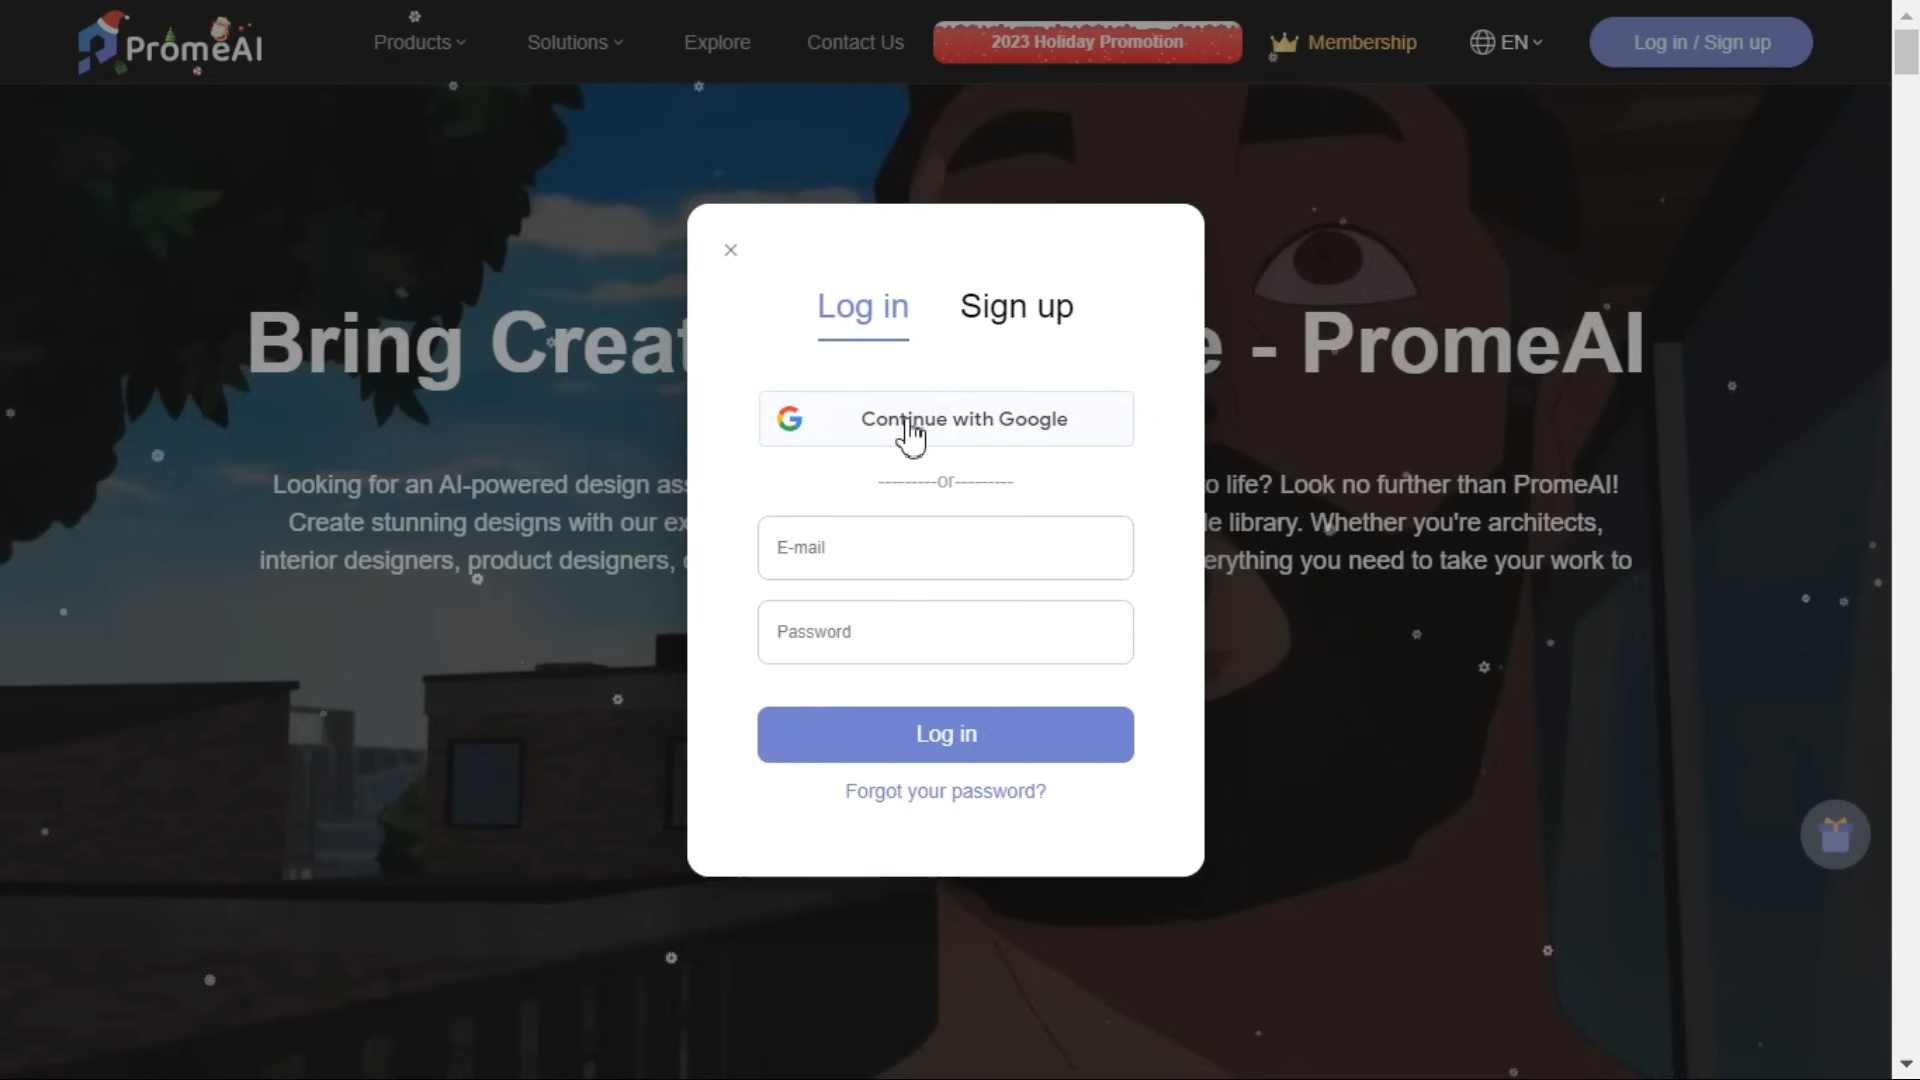 PromeAI
Products
Solutions
Explore
Contact Us
2023 Holiday Promotion
Membership
EN
Log in / Sign up
Bring Creat
e - PromeAI
Looking for an AI-powered design ass
o life? Look no further than PromeAI!
Create stunning designs with our ex
e library. Whether you're architects,
interior designers, product designers,
erything you need to take your work to
Log in
Sign up
Continue with Google
---------or---------
E-mail
Password
Log in
Forgot your password?